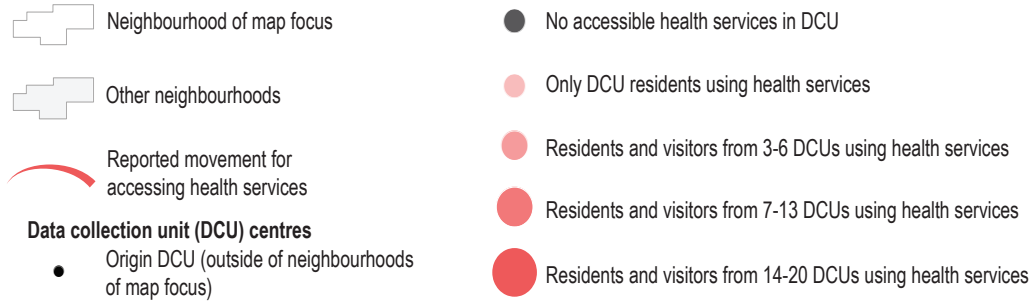 Neighbourhood of map focus
Other neighbourhoods
Reported movement for
accessing health services
Data collection unit (DCU) centres
Origin DCU (outside of neighbourhoods
of map focus)
No accessible health services in DCU
Only DCU residents using health services
Residents and visitors from 3-6 DCUs using health services
Residents and visitors from 7-13 DCUs using health services
Residents and visitors from 14-20 DCUs using health services